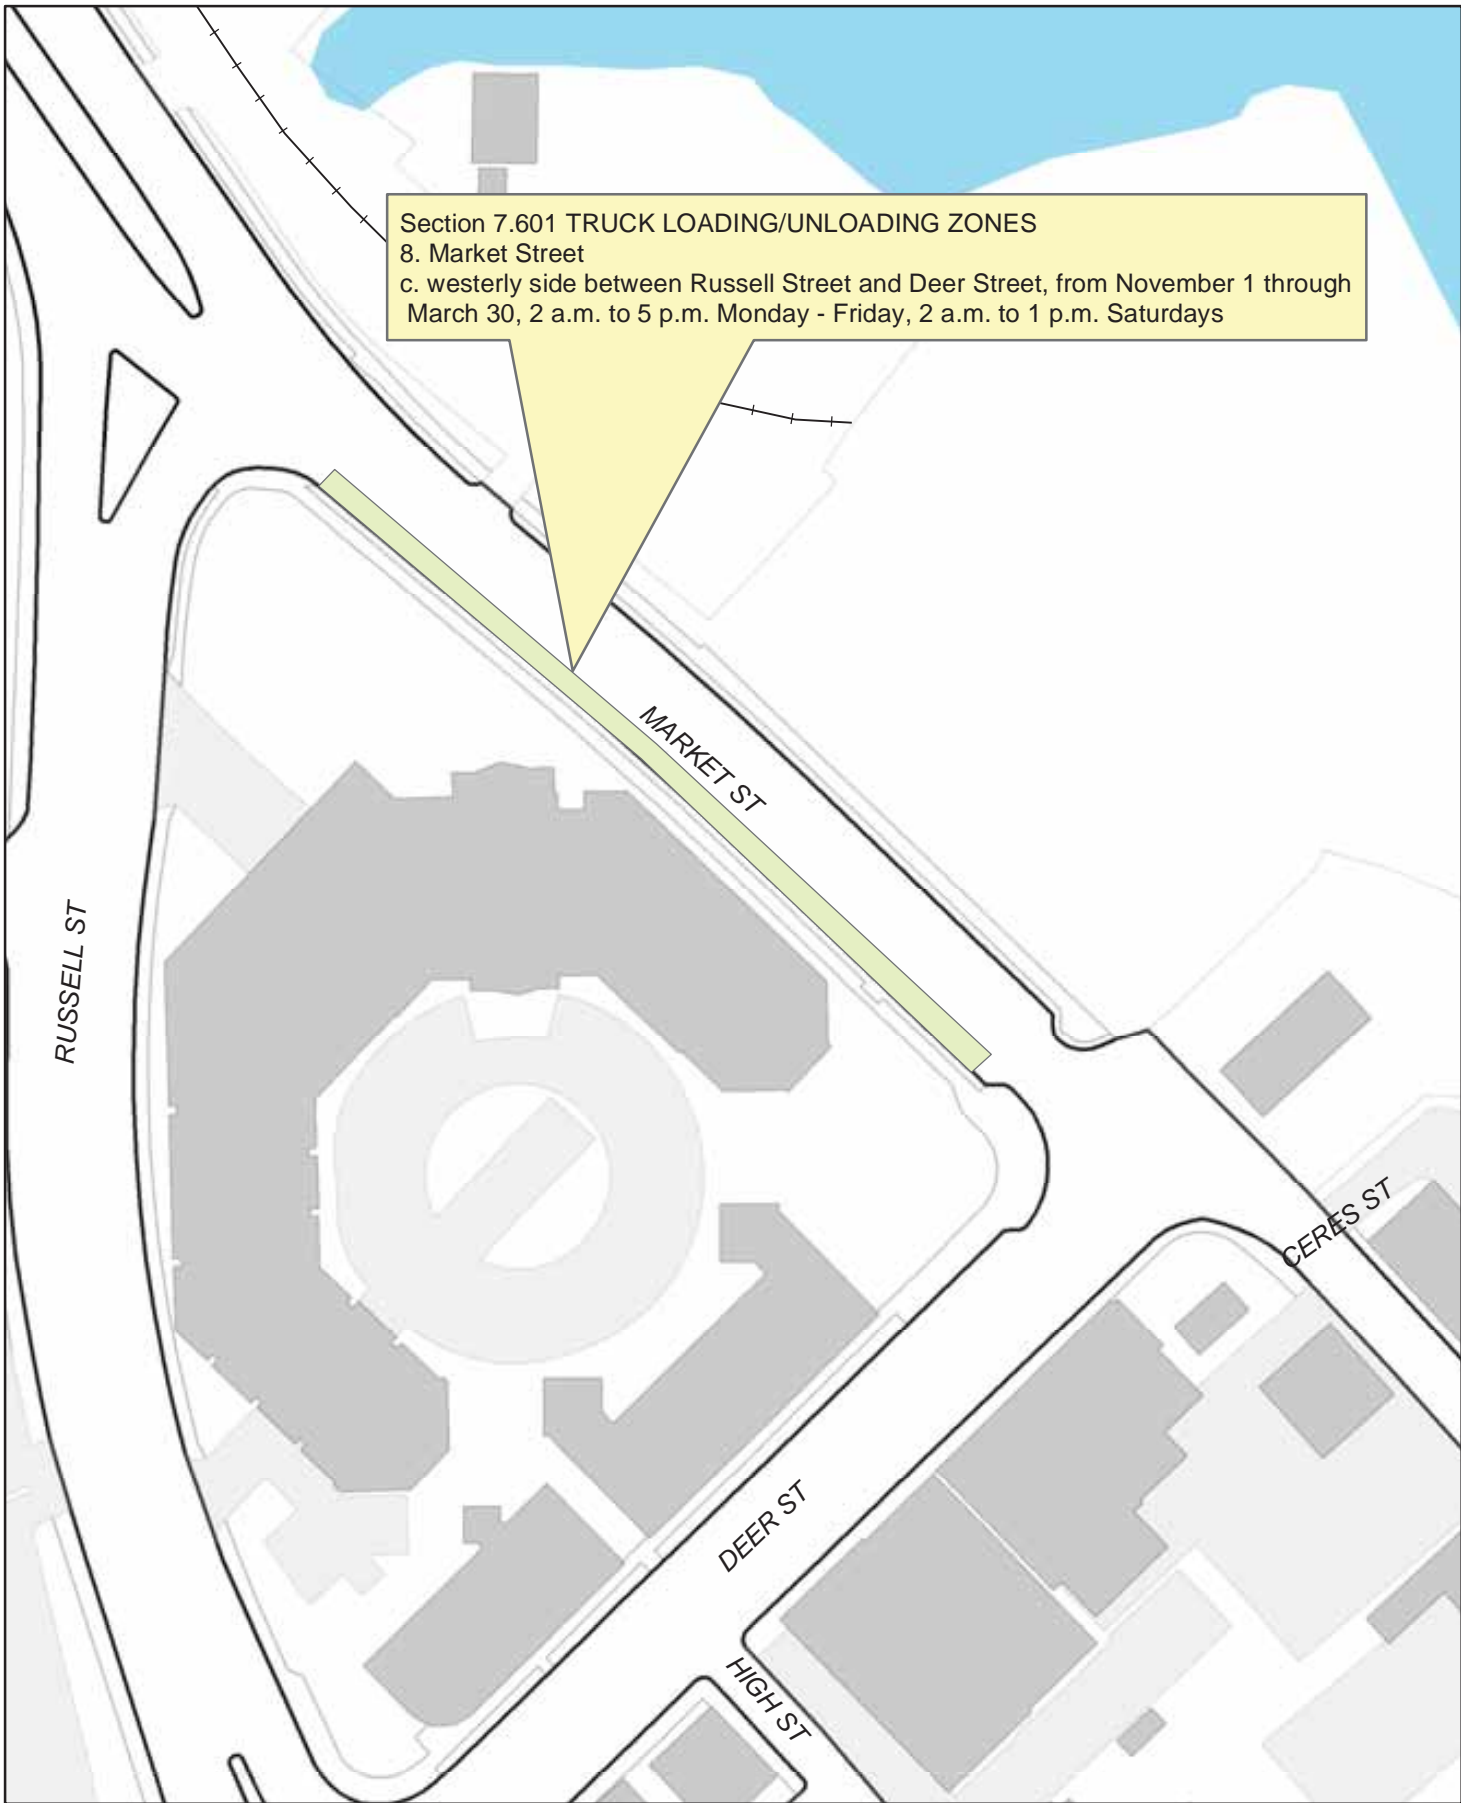 Section 7.601 TRUCK LOADING/UNLOADING ZONES
8. Market Street
c. westerly side between Russell Street and Deer Street, from November 1 through
March 30, 2 a.m. to 5 p.m. Monday - Friday, 2 a.m. to 1 p.m. Saturdays
MARKET ST
RUSSELL ST
CERES ST
DEER ST
HIGH ST